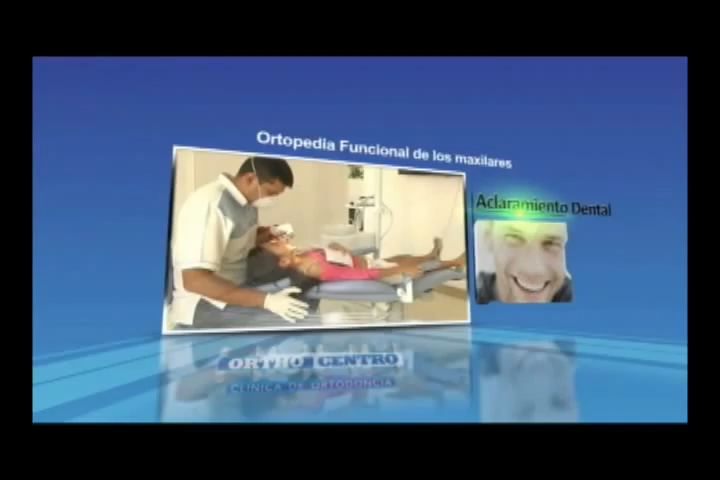 Ortopedia Funcional de los maxilares
Aclaramiento Dental
ORTHO CENTRO
CLINICA DE ORTODONCIA